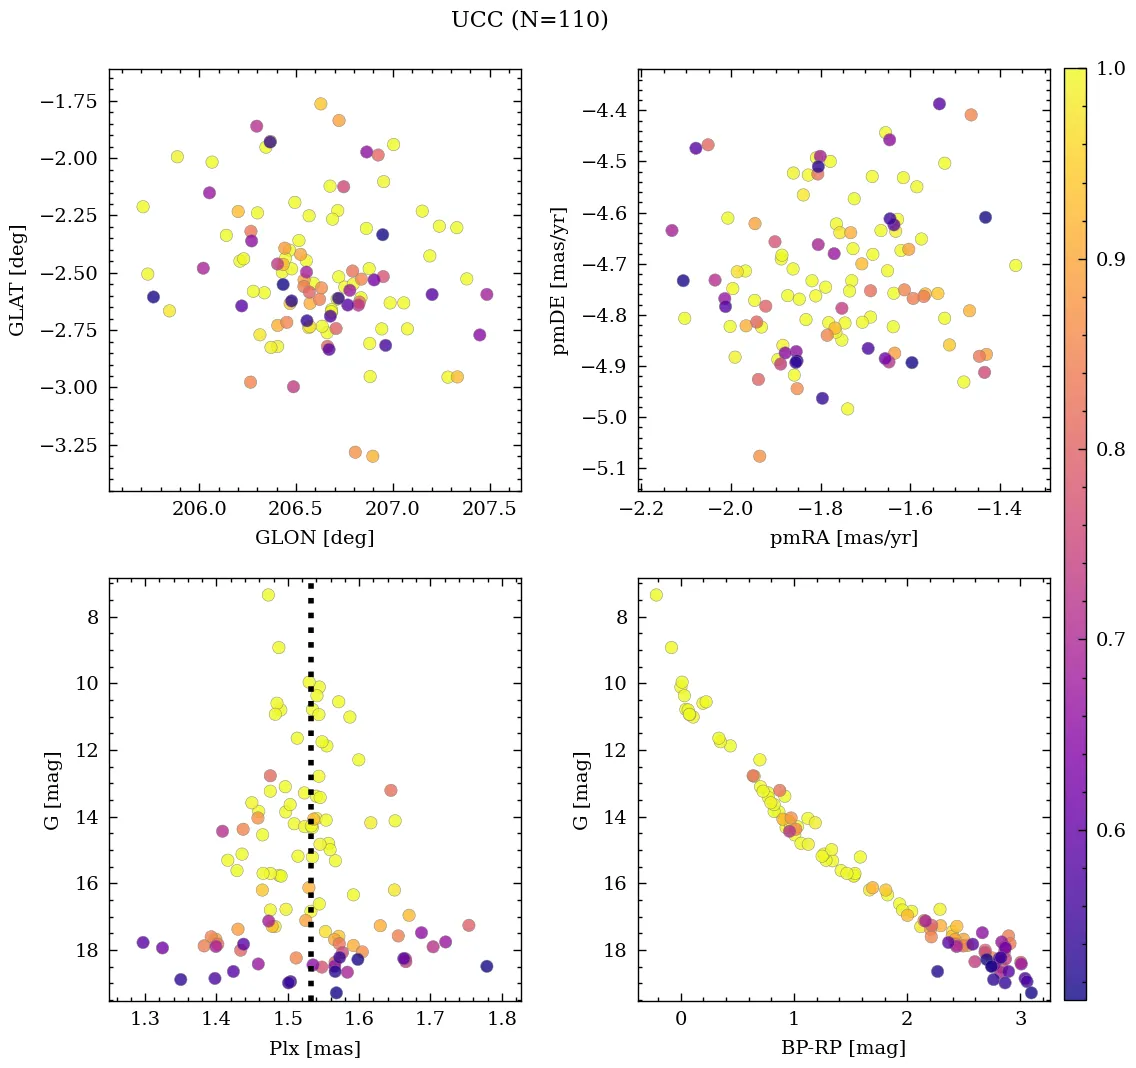 UCC (N=110)
−1.75
−2.00
−2.25
−2.50
−2.75
−3.00
−3.25
GLAT [deg]
206.0 206.5 207.0 207.5
GLON [deg]
−4.4
−4.5
−4.6
−4.7
−4.8
−4.9
−5.0
−5.1
pmDE [mas/yr]
−2.2 −2.0 −1.8 −1.6 −1.4
pmRA [mas/yr]
8
10
12
14
16
18
G [mag]
1.3 1.4 1.5 1.6 1.7 1.8
Plx [mas]
8
10
12
14
16
18
G [mag]
0 1 2 3
BP-RP [mag]
1.0
0.9
0.8
0.7
0.6